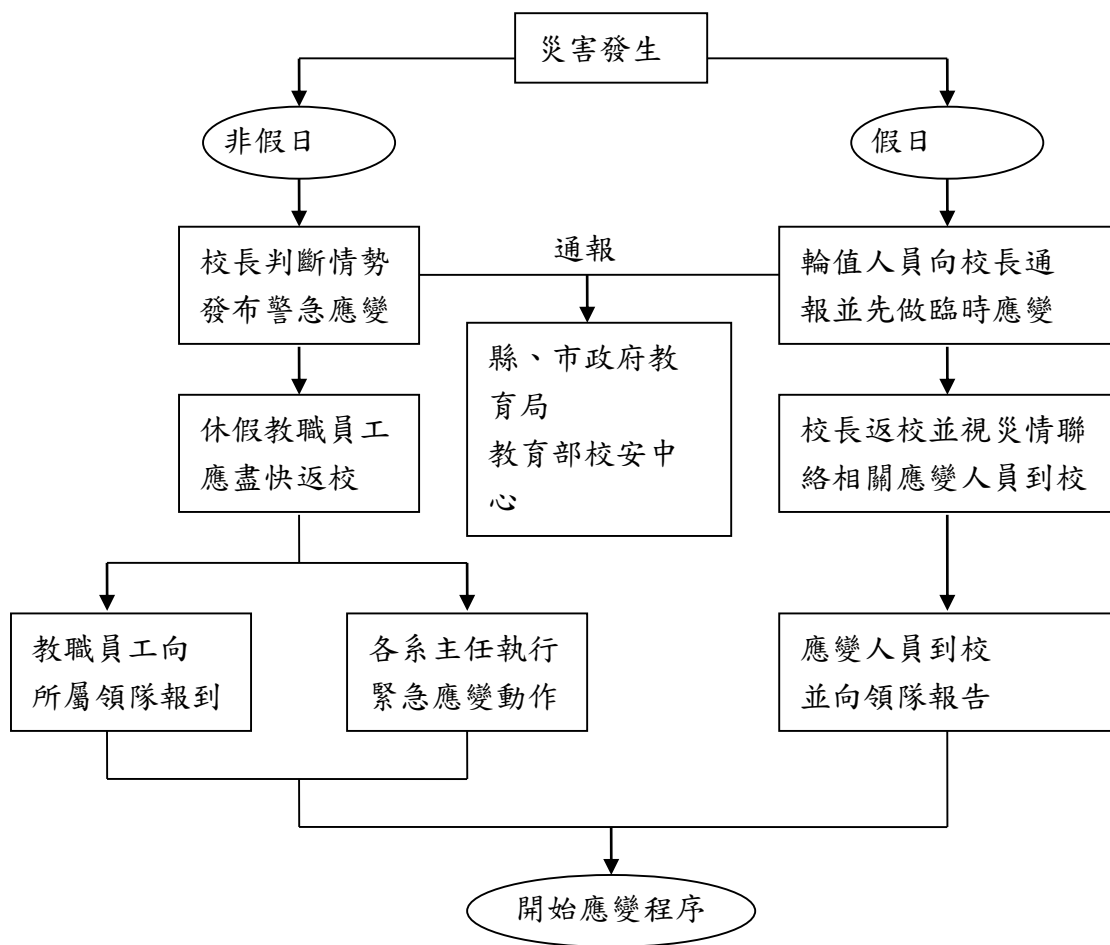 災害發生
非假日
假日
校長判斷情勢
發布警急應變
通報
輪值人員向校長通
報並先做臨時應變
縣、市政府教
育局
教育部校安中
心
休假教職員工
應盡快返校
校長返校並視災情聯
絡相關應變人員到校
教職員工向
所屬領隊報到
各系主任執行
緊急應變動作
應變人員到校
並向領隊報告
開始應變程序